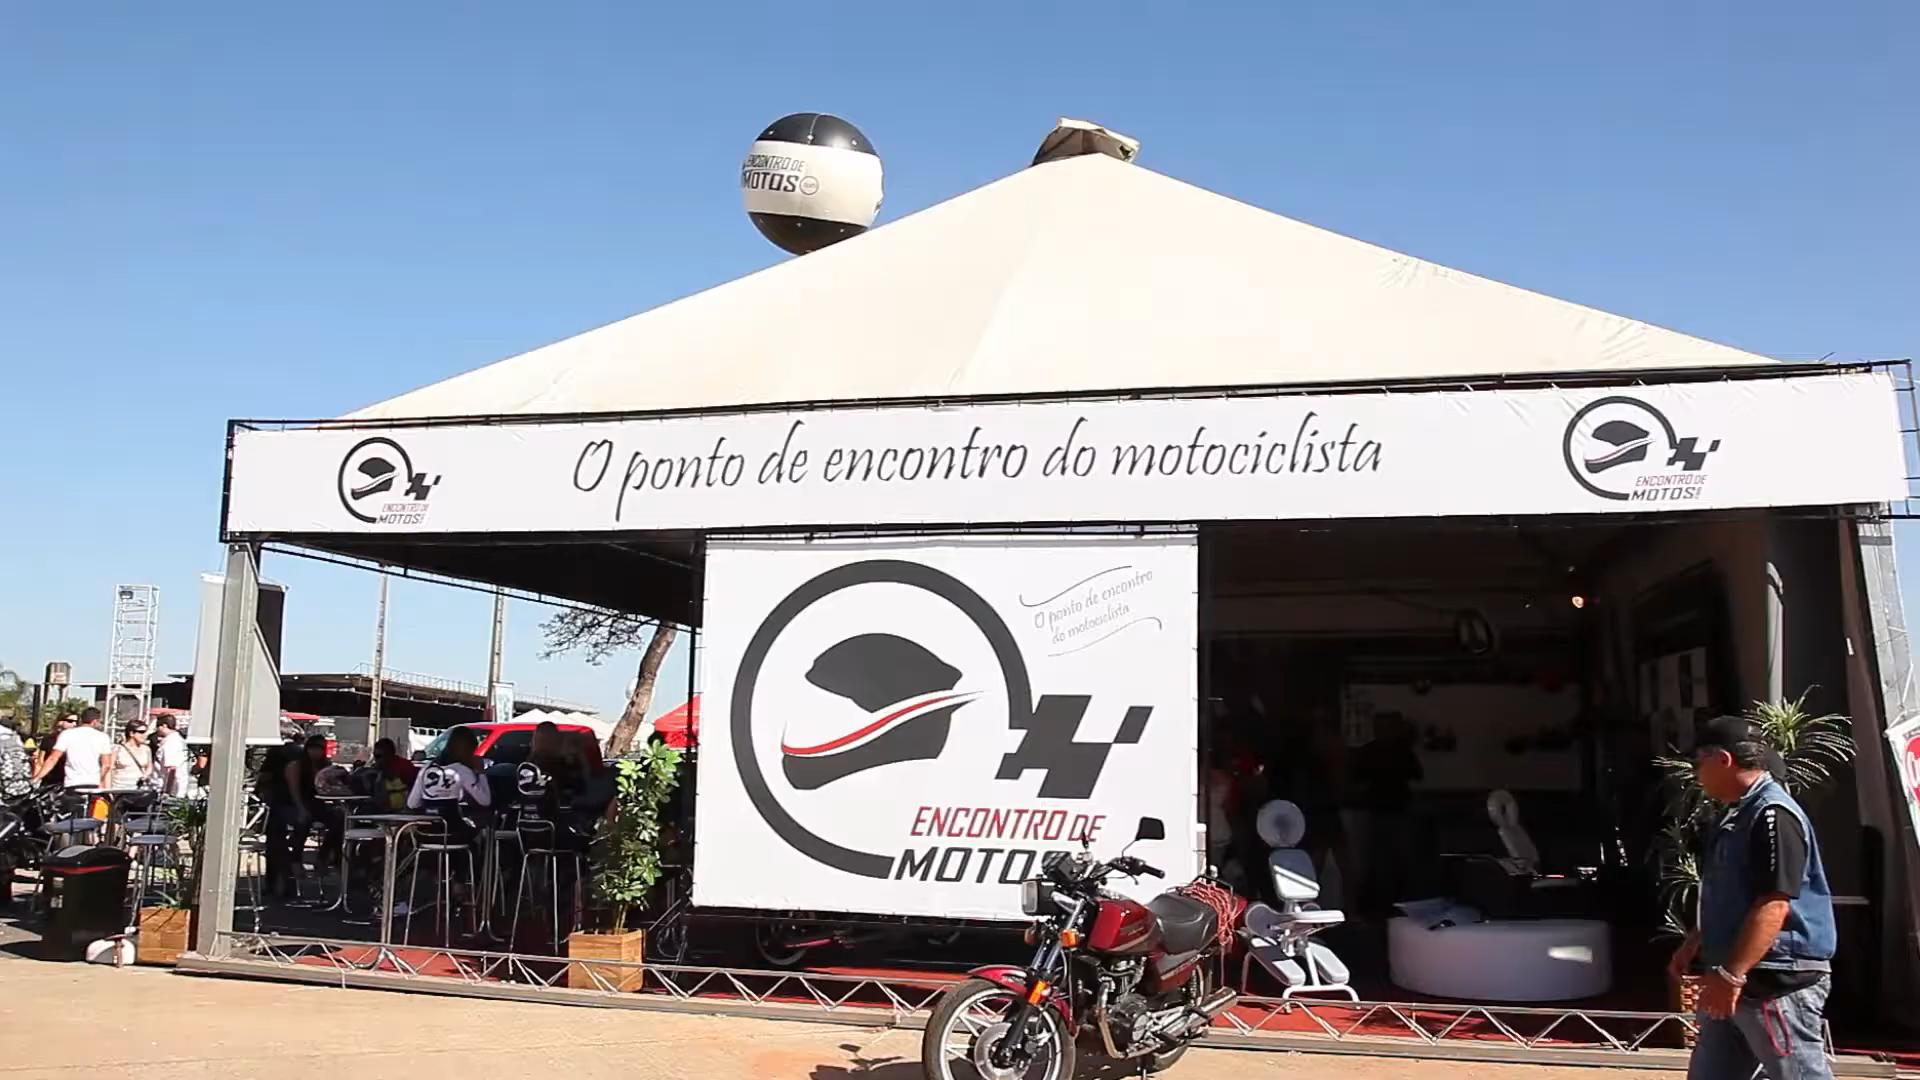 ENCONTRO DE
MOTOS
O ponto de encontro do motociclista
ENCONTRO DE
MOTOS
ENCONTRO DE
MOTOS
O ponto de encontro
do motociclista
ENCONTRO DE
MOTOS